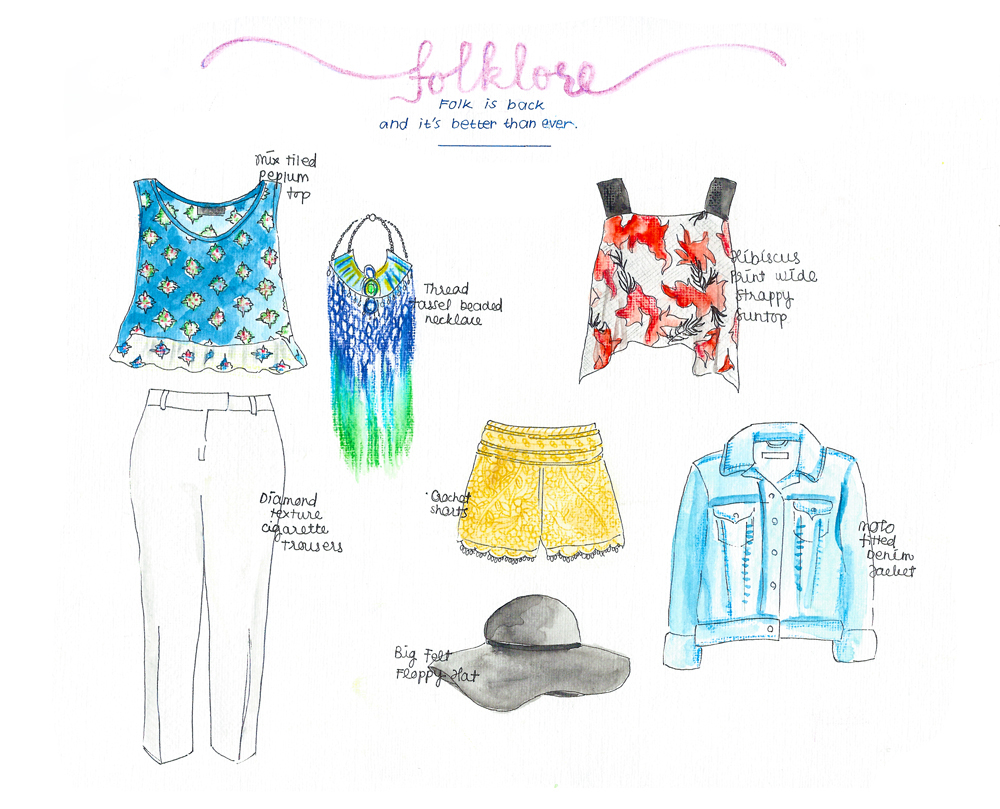 folklore
Folk is back
and it's better than ever.
mix tiled
peplum
top
Thread
tassel beaded
necklace
Hibiscus
Print wide
strappy
suntop
Diamond
texture
cigarette
trousers
Crochet
shorts
moto
fitted
Denim
Jacket
Big Felt
Floppy Hat